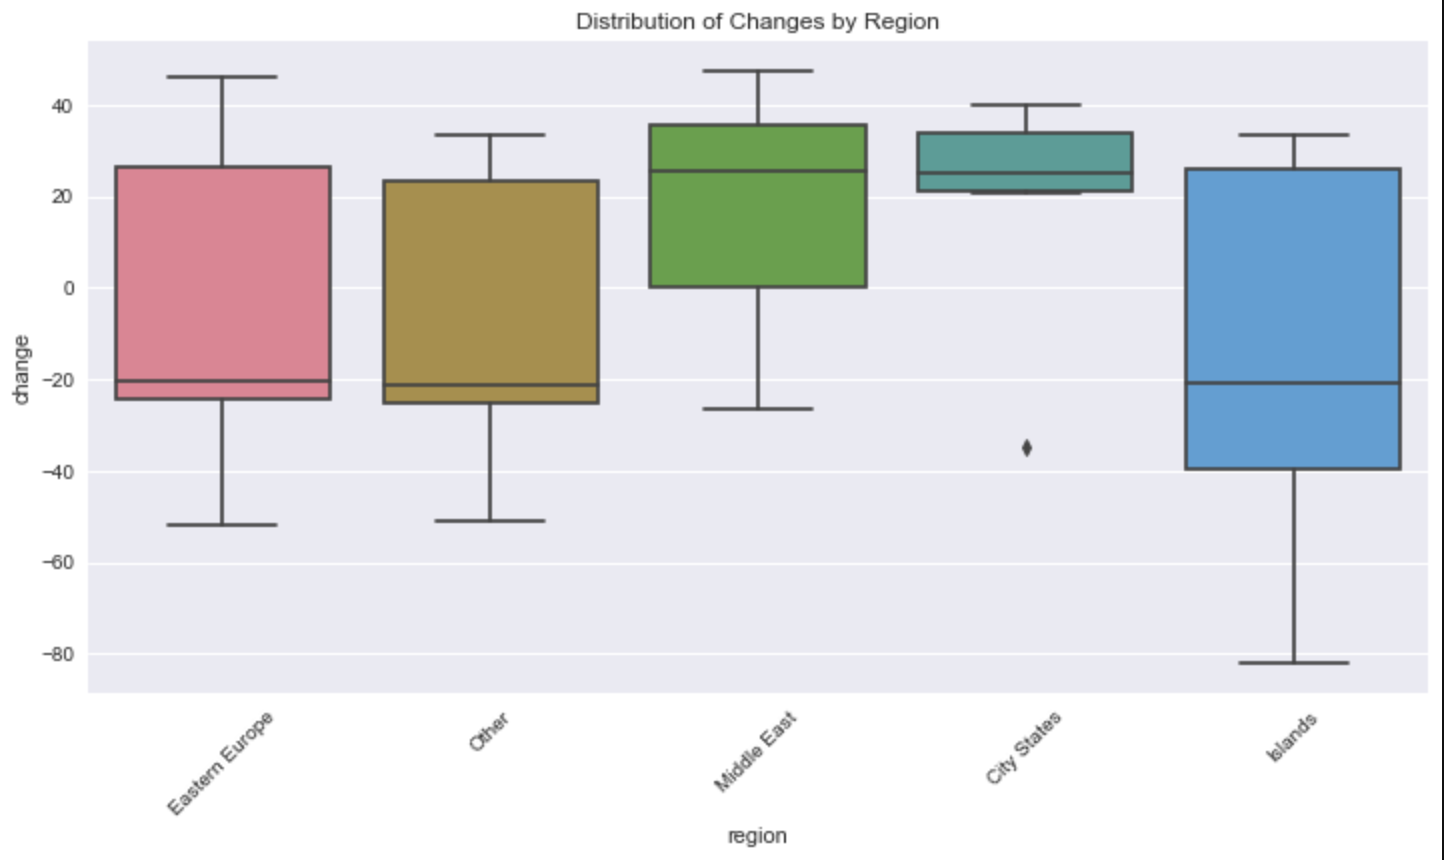 Distribution of Changes by Region
40
20
0
−20
−40
−60
−80
change
Eastern Europe
Other
Middle East
City States
Islands
region